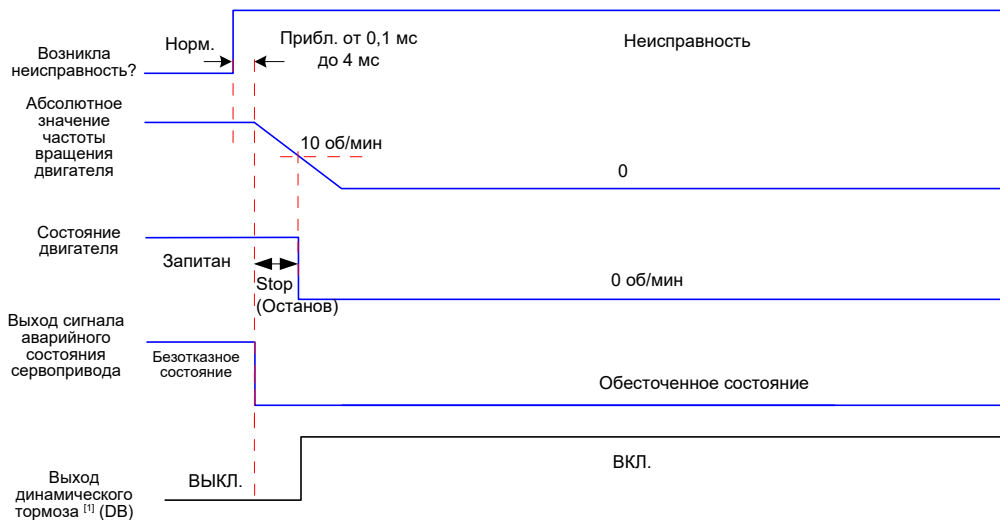 Возникла
неисправность?
Норм.
Прибл. от 0,1 мс
до 4 мс
Неисправность
Абсолютное
значение
частоты
вращения
двигателя
10 об/мин
0
Состояние
двигателя
Запитан
Stop
(Останов)
0 об/мин
Выход сигнала
аварийного
состояния
сервопривода
Безотказное
состояние
Обесточенное состояние
Выход
динамического
тормоза [1] (DB)
ВЫКЛ.
ВКЛ.